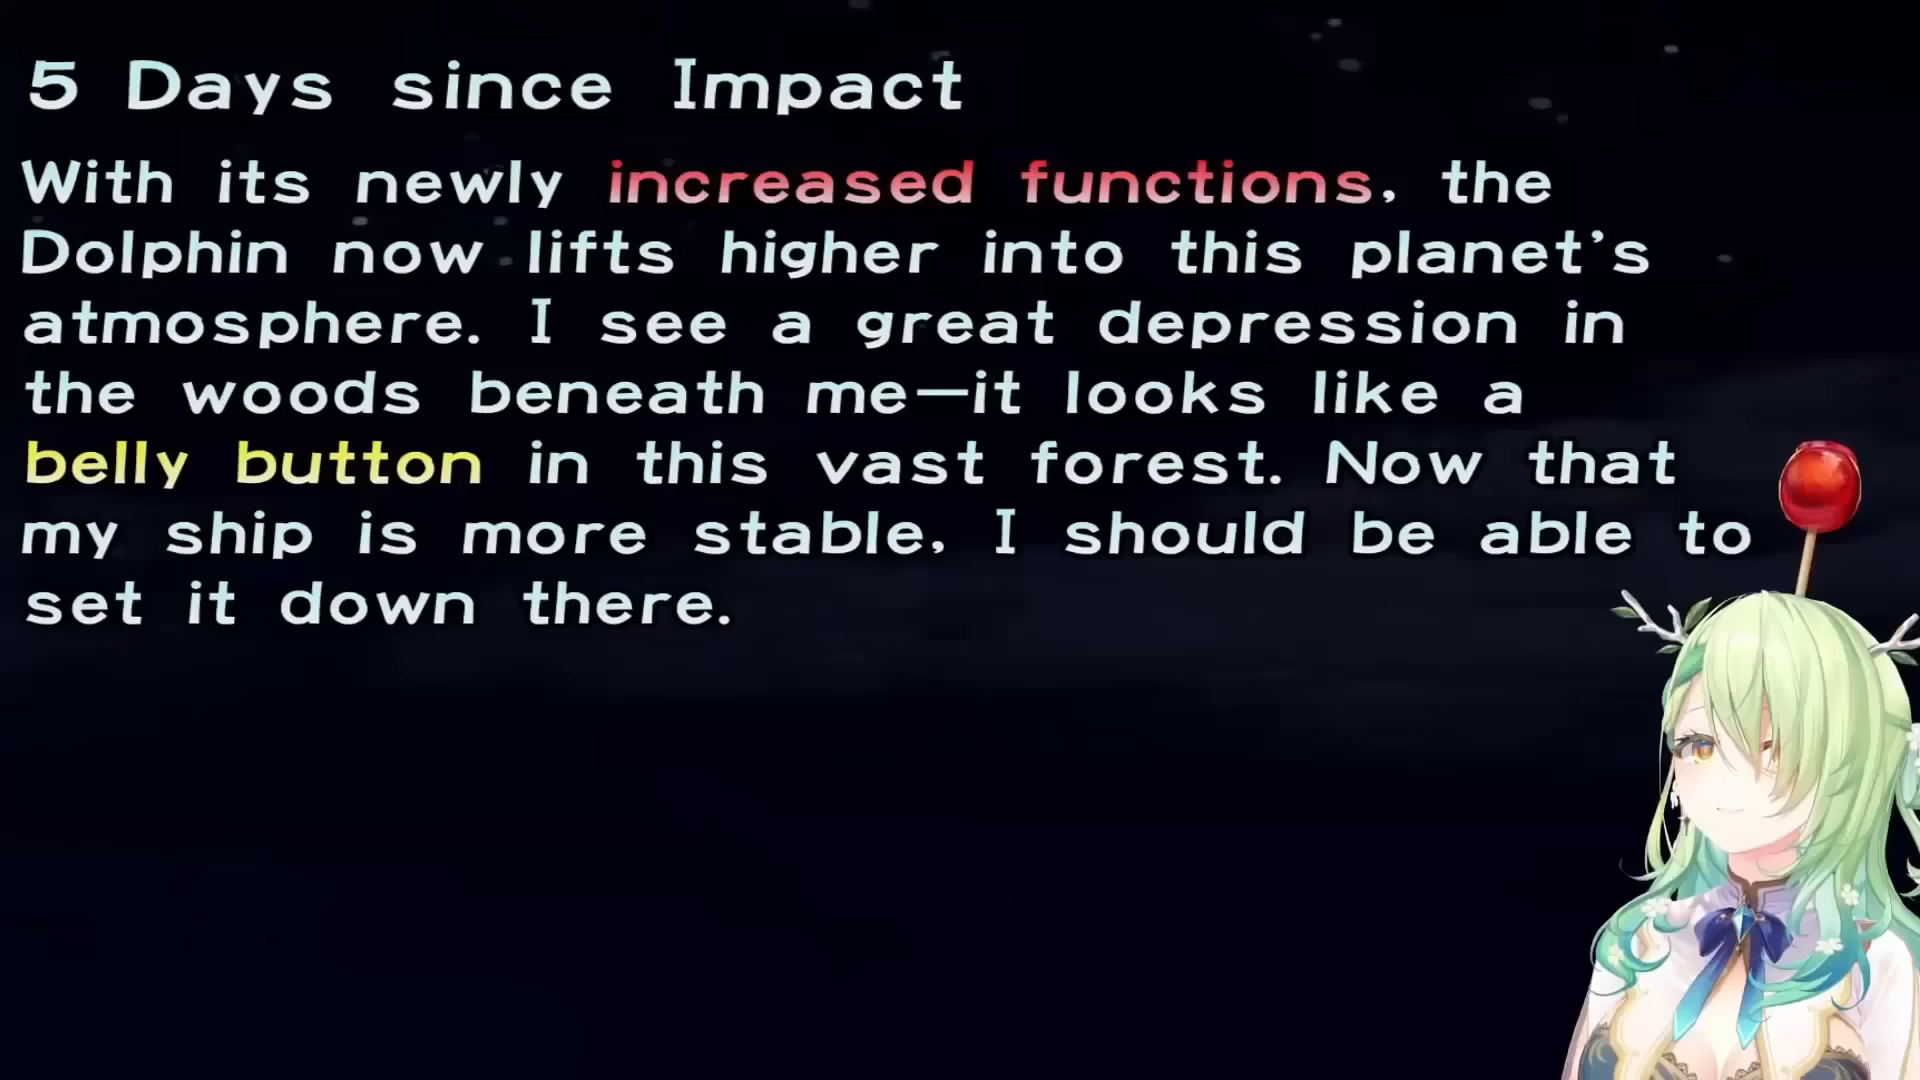 5 Days since Impact
With its newly increased functions, the
Dolphin now lifts higher into this planet's
atmosphere. I see a great depression in
the woods beneath me—it looks like a
belly button in this vast forest. Now that
my ship is more stable, I should be able to
set it down there.